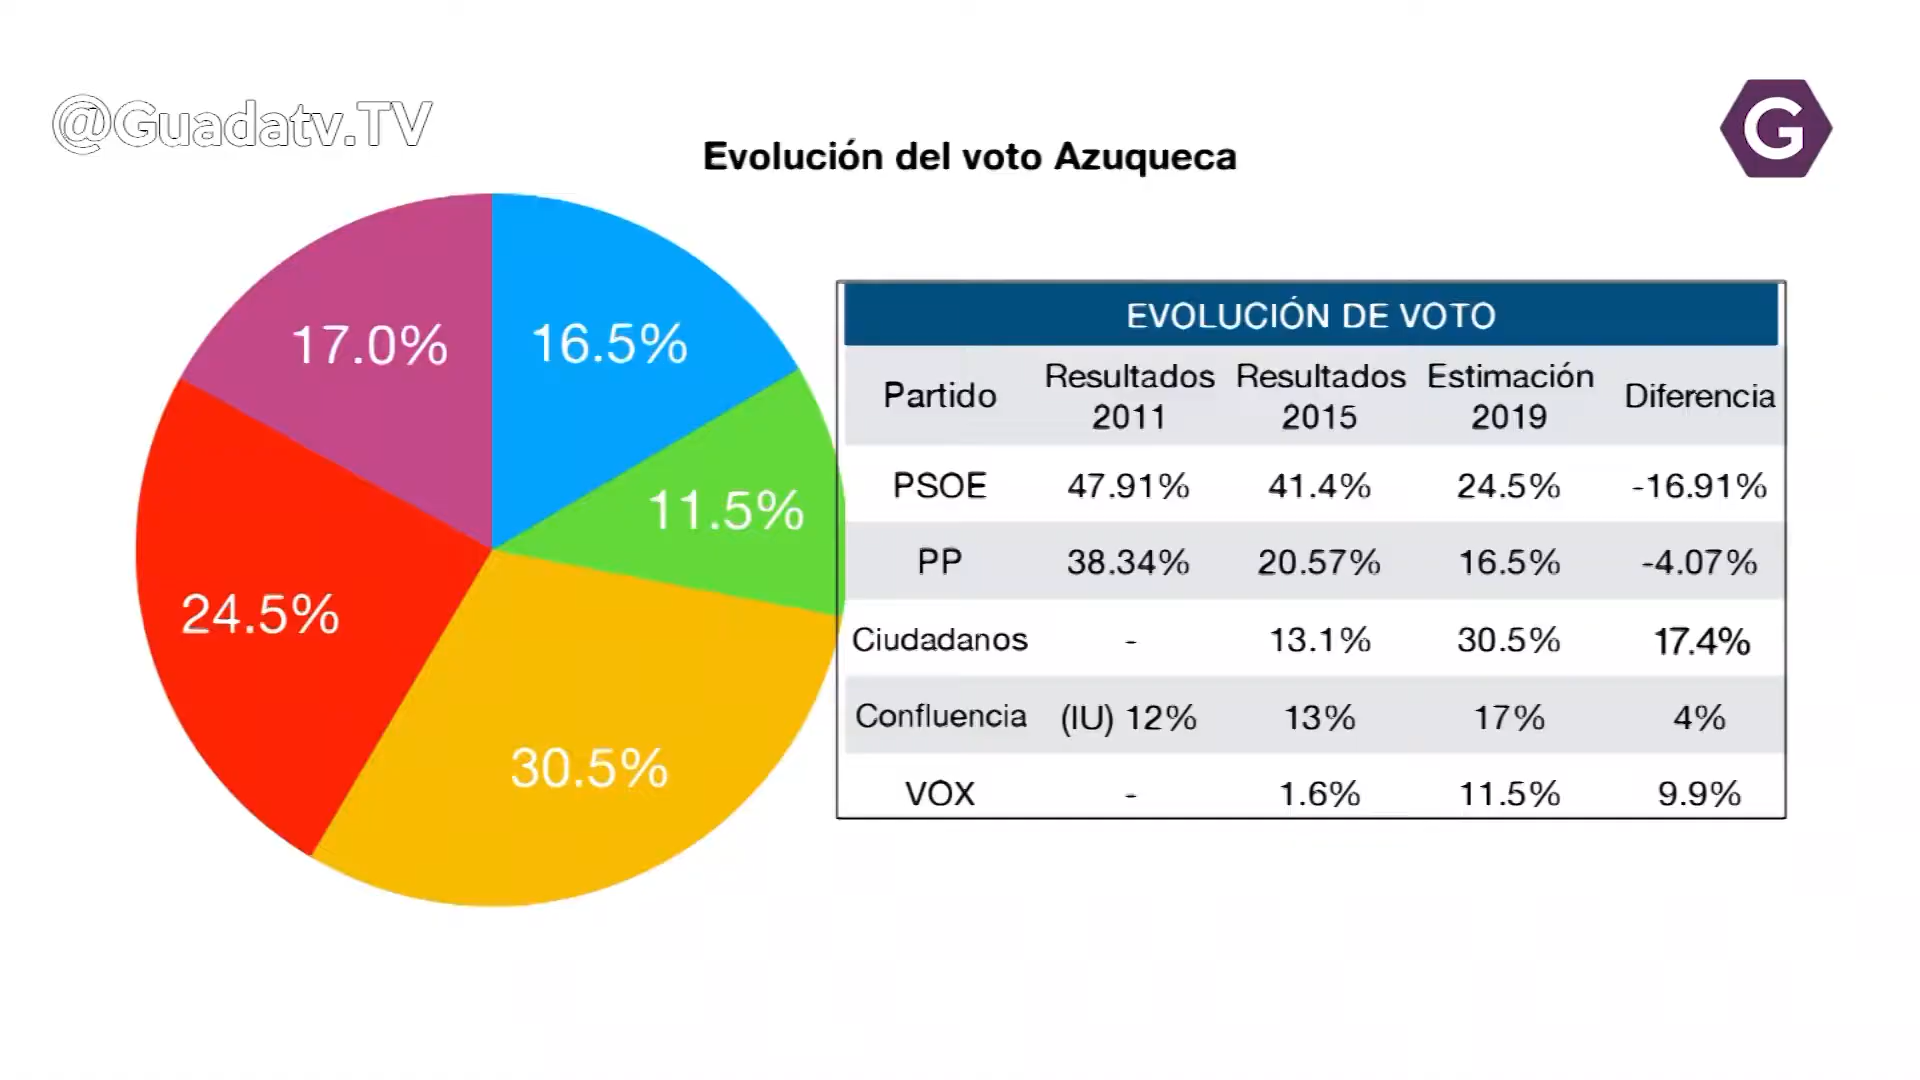 @Guadatv.TV
G
Evolución del voto Azuqueca
17.0%
16.5%
11.5%
24.5%
30.5%
EVOLUCIÓN DE VOTO
Partido Resultados 2011 Resultados 2015 Estimación 2019 Diferencia
PSOE 47.91% 41.4% 24.5% -16.91%
PP 38.34% 20.57% 16.5% -4.07%
Ciudadanos - 13.1% 30.5% 17.4%
Confluencia (IU) 12% 13% 17% 4%
VOX - 1.6% 11.5% 9.9%